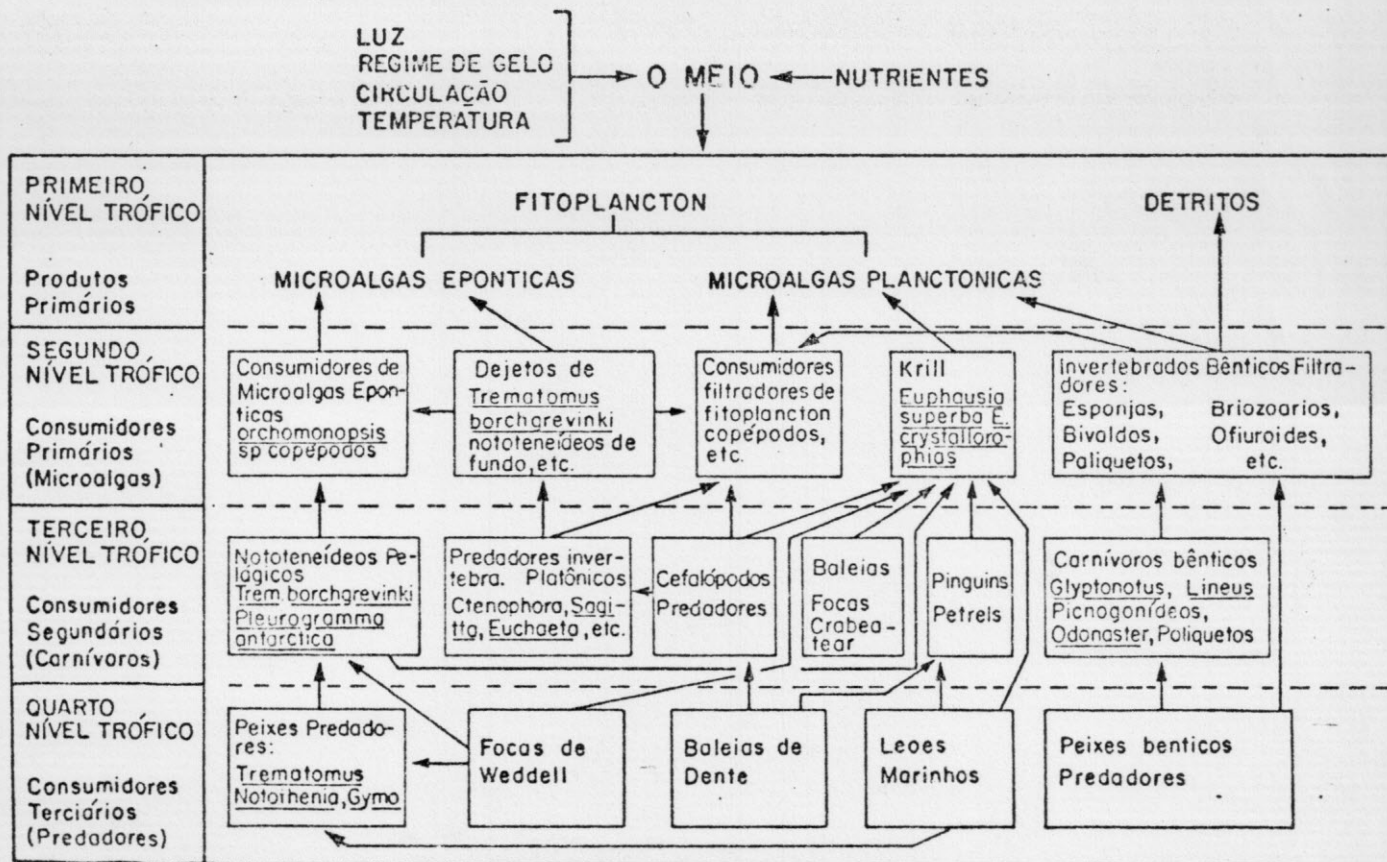 LUZ
REGIME DE GELO
CIRCULAÇÃO
TEMPERATURA
O MEIO
NUTRIENTES
PRIMEIRO
NÍVEL TRÓFICO
Produtos
Primários
FITOPLANCTON
DETRITOS
MICROALGAS EPONTICAS
MICROALGAS PLANCTONICAS
SEGUNDO
NÍVEL TRÓFICO
Consumidores
Primários
(Microalgas)
Consumidores de
Microalgas Epon-
ticas
orchomonopsis
sp copépodos
Dejetos de
Trematomus
borchgrevinki
nototeneídeos de
fundo, etc.
Consumidores
filtradores de
fitoplancton
copépodos,
etc.
Krill
Euphausia
superba E.
crystalloro-
phias
Invertebrados Bênticos Filtra-
dores:
Esponjas, Briozoarios,
Bivaldos, Ofiuroides,
Paliquetos, etc.
TERCEIRO
NÍVEL TRÓFICO
Consumidores
Segundários
(Carnívoros)
Nototeneídeos Pe-
lágicos
Trem. borchgrevinki
Pleurogramma
antarctica
Predadores inver-
tebra. Platônicos
Ctenophora, Sagi-
tta, Euchaeta, etc.
Cefalópodos
Predadores
Baleias
Focas
Crabea-
tear
Pinguins
Petrels
Carnívoros bênticos
Glyptonotus, Lineus
Picnogonídeos,
Odonaster, Poliquetos
QUARTO
NÍVEL TRÓFICO
Consumidores
Terciários
(Predadores)
Peixes Predado-
res:
Trematomus
Notothenia, Gymo
Focas de
Weddell
Baleias de
Dente
Leoes
Marinhos
Peixes benticos
Predadores